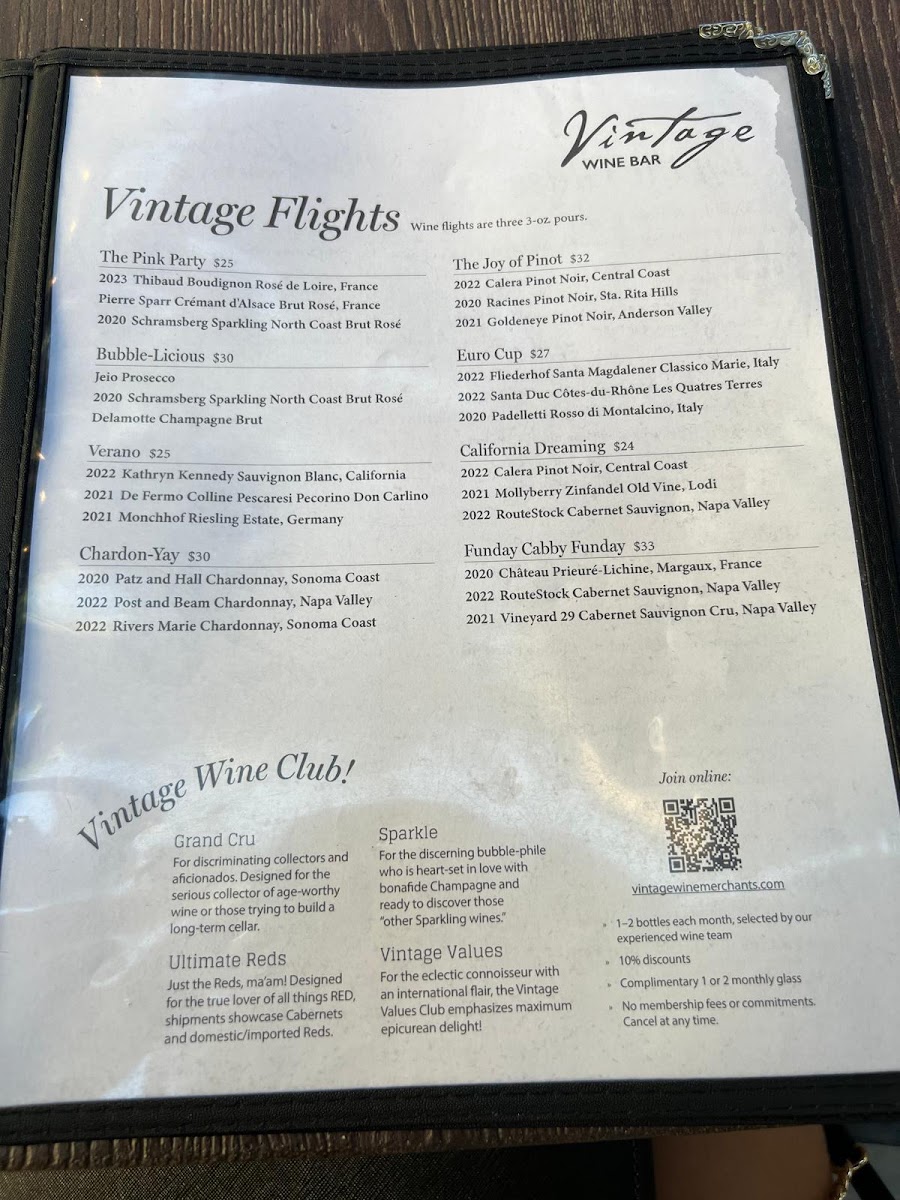 Vintage
WINE BAR
Vintage Flights Wine flights are three 3-oz. pours.
The Pink Party $25
2023 Thibaud Boudignon Rosé de Loire, France
Pierre Sparr Crémant d'Alsace Brut Rosé, France
2020 Schramsberg Sparkling North Coast Brut Rosé
Bubble-Licious $30
Jeio Prosecco
2020 Schramsberg Sparkling North Coast Brut Rosé
Delamotte Champagne Brut
Verano $25
2022 Kathryn Kennedy Sauvignon Blanc, California
2021 De Fermo Colline Pescaresi Pecorino Don Carlino
2021 Monchhof Riesling Estate, Germany
Chardon-Yay $30
2020 Patz and Hall Chardonnay, Sonoma Coast
2022 Post and Beam Chardonnay, Napa Valley
2022 Rivers Marie Chardonnay, Sonoma Coast
The Joy of Pinot $32
2022 Calera Pinot Noir, Central Coast
2020 Racines Pinot Noir, Sta. Rita Hills
2021 Goldeneye Pinot Noir, Anderson Valley
Euro Cup $27
2022 Fliederhof Santa Magdalener Classico Marie, Italy
2022 Santa Duc Côtes-du-Rhône Les Quatres Terres
2020 Padelletti Rosso di Montalcino, Italy
California Dreaming $24
2022 Calera Pinot Noir, Central Coast
2021 Mollyberry Zinfandel Old Vine, Lodi
2022 RouteStock Cabernet Sauvignon, Napa Valley
Funday Cabby Funday $33
2020 Château Prieuré-Lichine, Margaux, France
2022 RouteStock Cabernet Sauvignon, Napa Valley
2021 Vineyard 29 Cabernet Sauvignon Cru, Napa Valley
Vintage Wine Club!
Grand Cru
For discriminating collectors and
aficionados. Designed for the
serious collector of age-worthy
wine or those trying to build a
long-term cellar.
Ultimate Reds
Just the Reds, ma'am! Designed
for the true lover of all things RED,
shipments showcase Cabernets
and domestic/imported Reds.
Sparkle
For the discerning bubble-phile
who is heart-set in love with
bonafide Champagne and
ready to discover those
"other Sparkling wines."
Vintage Values
For the eclectic connoisseur with
an international flair, the Vintage
Values Club emphasizes maximum
epicurean delight!
Join online:
vintagewinemerchants.com
» 1–2 bottles each month, selected by our
experienced wine team
» 10% discounts
» Complimentary 1 or 2 monthly glass
» No membership fees or commitments.
Cancel at any time.